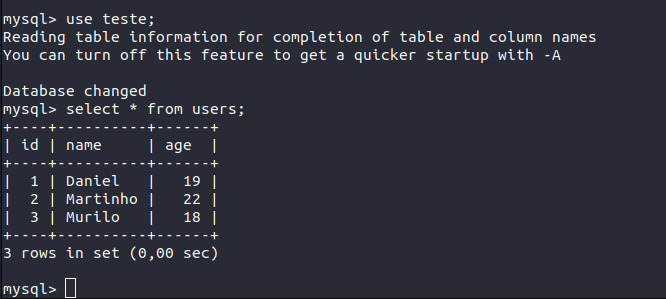 mysql> use teste;
Reading table information for completion of table and column names
You can turn off this feature to get a quicker startup with -A

Database changed
mysql> select * from users;
+----+----------+------+
| id | name     | age  |
+----+----------+------+
|  1 | Daniel   |   19 |
|  2 | Martinho |   22 |
|  3 | Murilo   |   18 |
+----+----------+------+
3 rows in set (0,00 sec)

mysql>